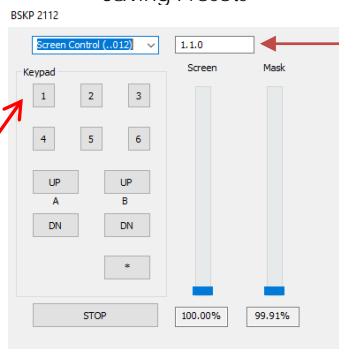 BSKP 2112
Screen Control (..012) 1.1.0
Keypad Screen Mask
1 2 3
4 5 6
UP UP
A B
DN DN
*
STOP 100.00% 99.91%